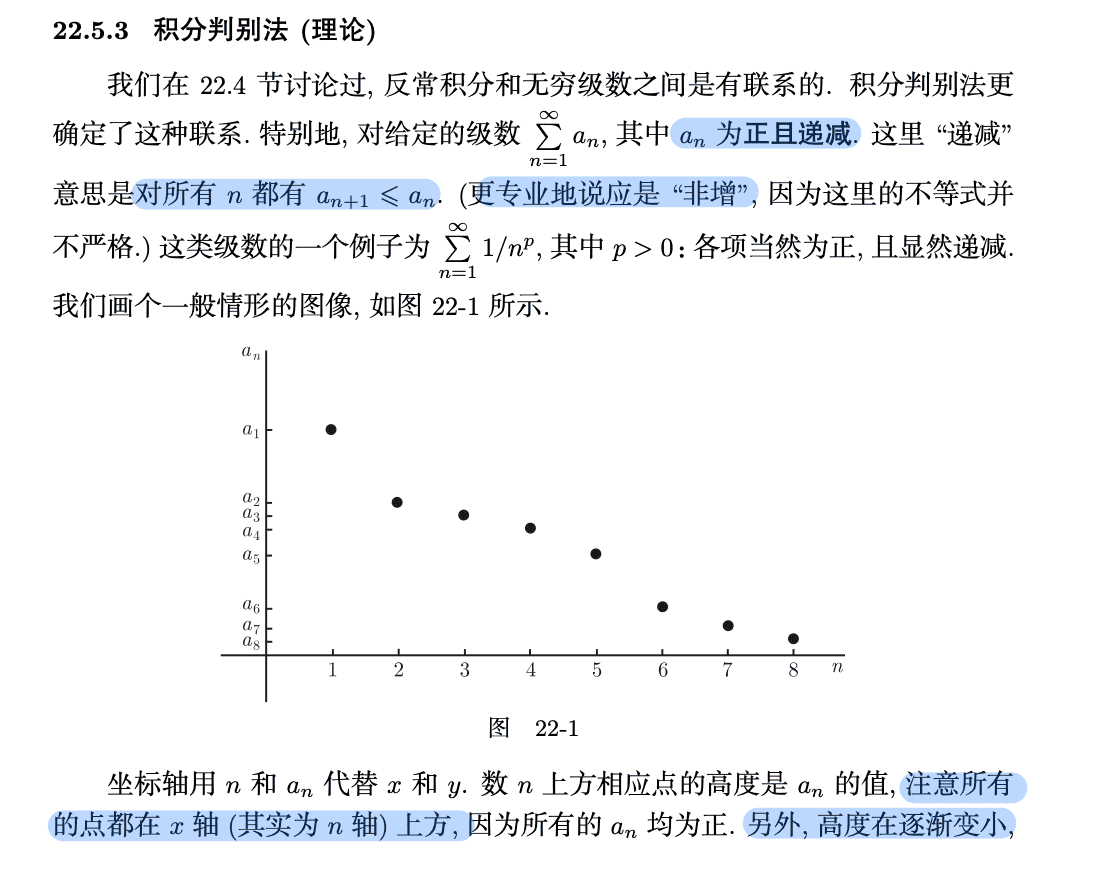 22.5.3 积分判别法 (理论)
我们在 22.4 节讨论过, 反常积分和无穷级数之间是有联系的. 积分判别法更
确定了这种联系. 特别地, 对给定的级数 $\sum_{n=1}^{\infty} a_n$, 其中 $a_n$ 为正且递减. 这里 “递减”
意思是对所有 $n$ 都有 $a_{n+1} \leqslant a_n$. (更专业地说应是 “非增”, 因为这里的不等式并
不严格.) 这类级数的一个例子为 $\sum_{n=1}^{\infty} 1/n^p$, 其中 $p > 0$: 各项当然为正, 且显然递减.
我们画个一般情形的图像, 如图 22-1 所示.
$a_n$
$a_1$
$a_2$
$a_3$
$a_4$
$a_5$
$a_6$
$a_7$
$a_8$
1 2 3 4 5 6 7 8 $n$
图 22-1
坐标轴用 $n$ 和 $a_n$ 代替 $x$ 和 $y$. 数 $n$ 上方相应点的高度是 $a_n$ 的值, 注意所有
的点都在 $x$ 轴 (其实为 $n$ 轴) 上方, 因为所有的 $a_n$ 均为正. 另外, 高度在逐渐变小,